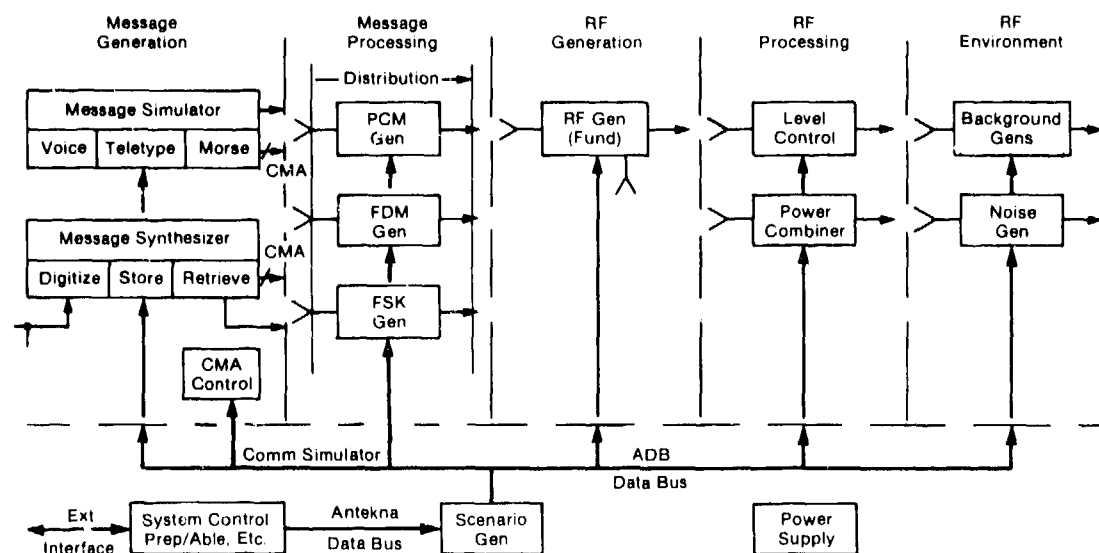 Message
Generation
Message
Processing
RF
Generation
RF
Processing
RF
Environment
Distribution
Message Simulator
Voice
Teletype
Morse
CMA
PCM
Gen
RF Gen
(Fund)
Level
Control
Background
Gens
Message Synthesizer
Digitize
Store
Retrieve
CMA
FDM
Gen
Power
Combiner
Noise
Gen
FSK
Gen
CMA
Control
Comm Simulator
ADB
Data Bus
Ext
Interface
System Control
Prep/Able, Etc.
Antekna
Data Bus
Scenario
Gen
Power
Supply